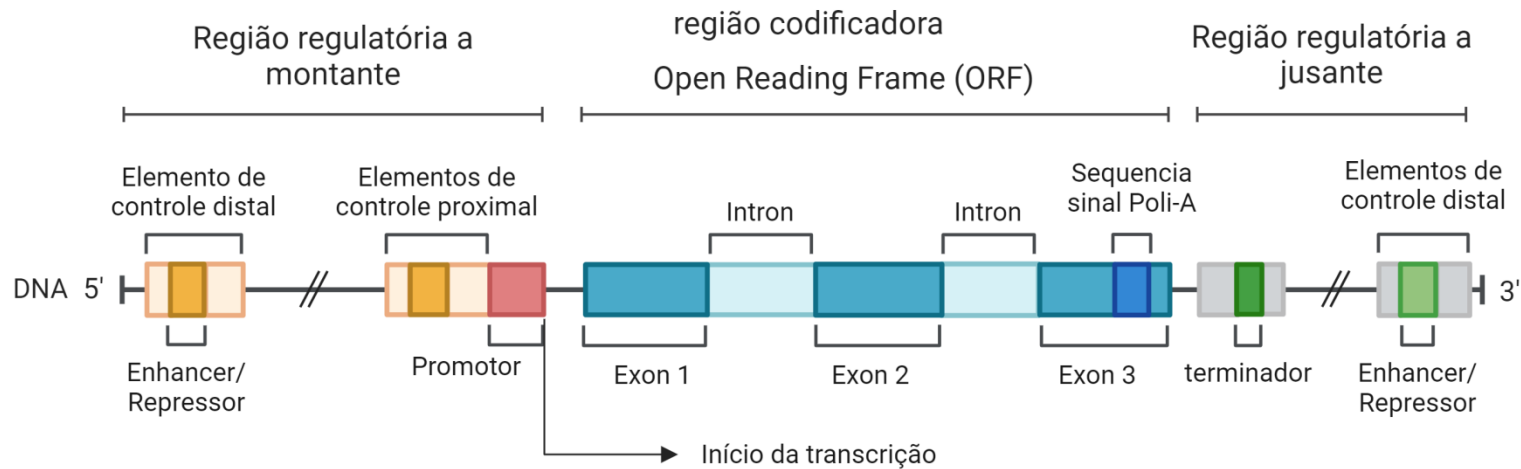 Região regulatória a
montante
região codificadora
Open Reading Frame (ORF)
Região regulatória a
jusante
Elemento de
controle distal
Elementos de
controle proximal
Intron
Intron
Sequencia
sinal Poli-A
Elementos de
controle distal
DNA 5'
3'
Enhancer/
Repressor
Promotor
Exon 1
Exon 2
Exon 3
terminador
Enhancer/
Repressor
Início da transcrição